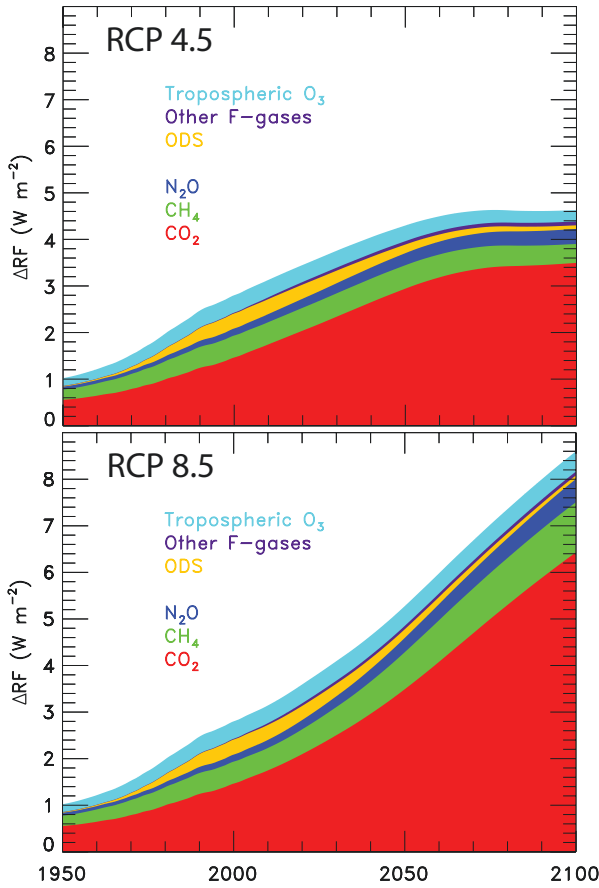 RCP 4.5
8
7
6
5
4
3
2
1
0
ΔRF (W m⁻²)
Tropospheric O₃
Other F-gases
ODS
N₂O
CH₄
CO₂
RCP 8.5
8
7
6
5
4
3
2
1
0
ΔRF (W m⁻²)
Tropospheric O₃
Other F-gases
ODS
N₂O
CH₄
CO₂
1950 2000 2050 2100